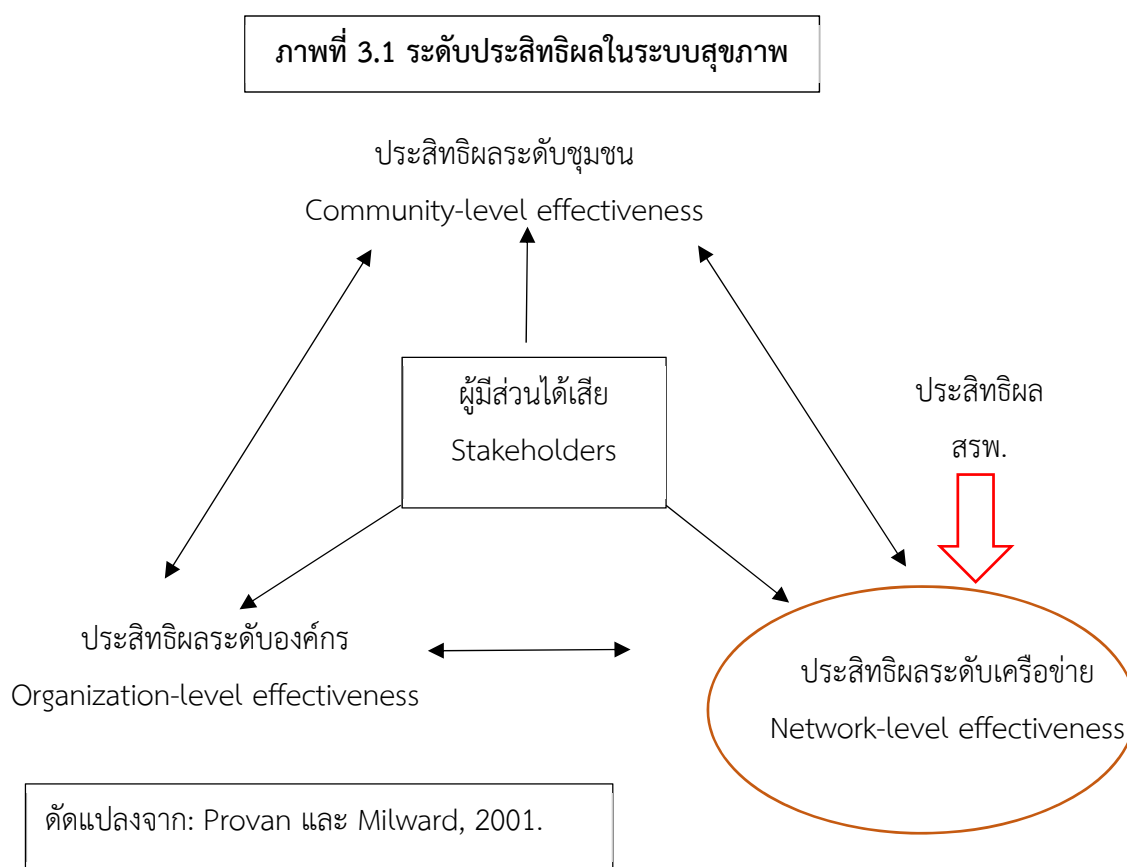 ภาพที่ 3.1 ระดับประสิทธิผลในระบบสุขภาพ
ประสิทธิผลระดับชุมชน
Community-level effectiveness
ผู้มีส่วนได้เสีย
Stakeholders
ประสิทธิผล
สรพ.
ประสิทธิผลระดับองค์กร
Organization-level effectiveness
ประสิทธิผลระดับเครือข่าย
Network-level effectiveness
ดัดแปลงจาก: Provan และ Milward, 2001.